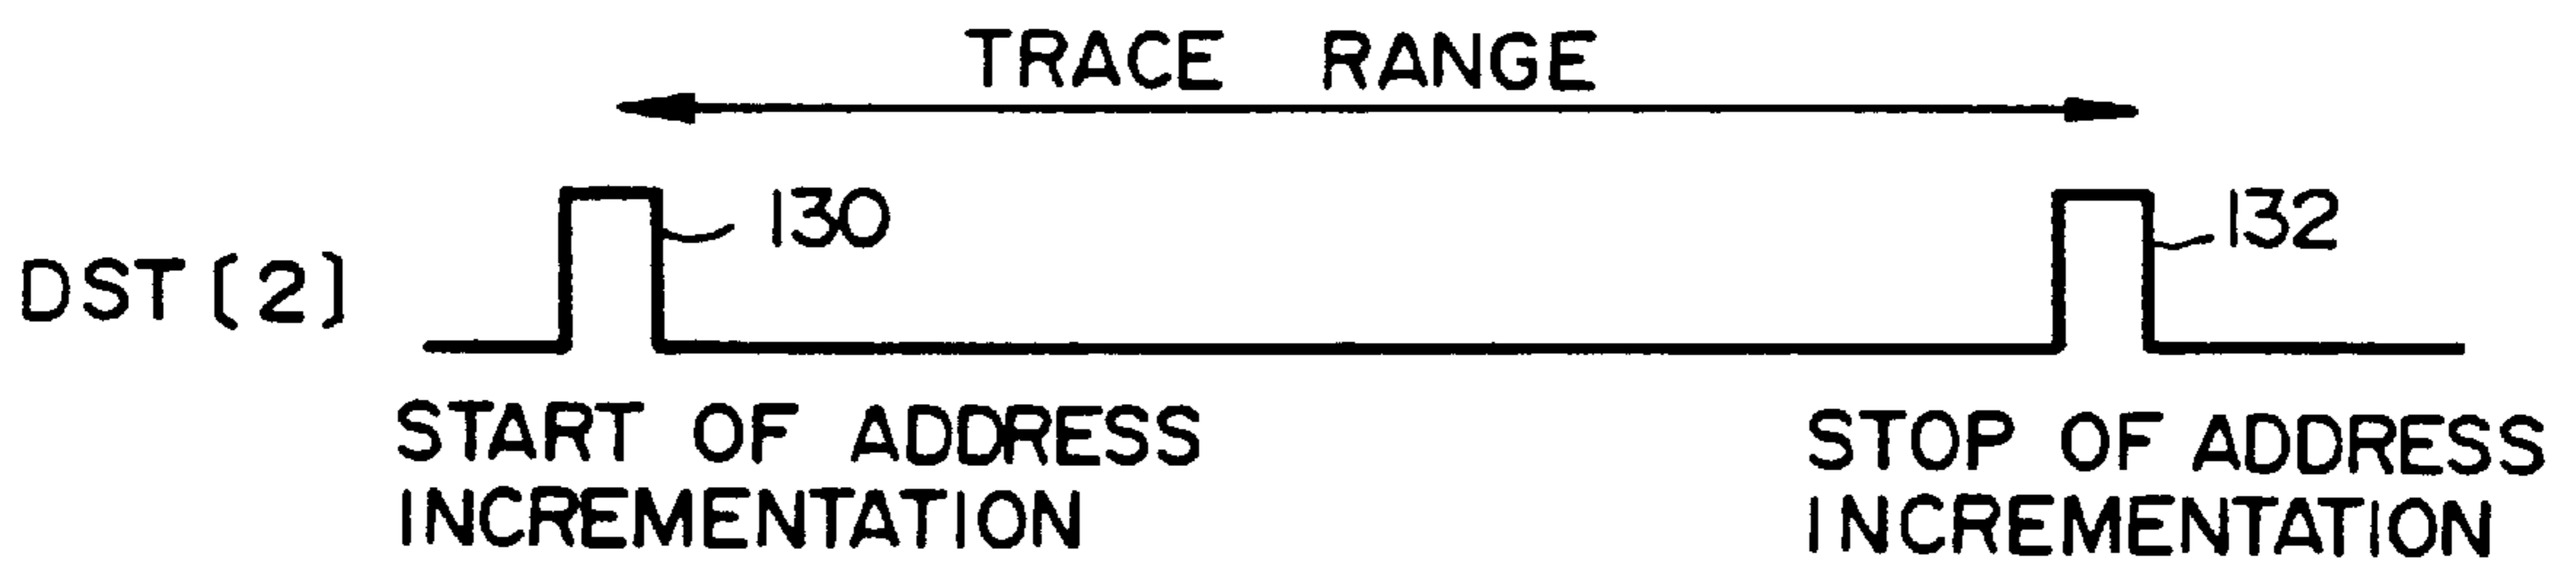 TRACE RANGE
130
132
DST[2]
START OF ADDRESS
INCREMENTATION
STOP OF ADDRESS
INCREMENTATION